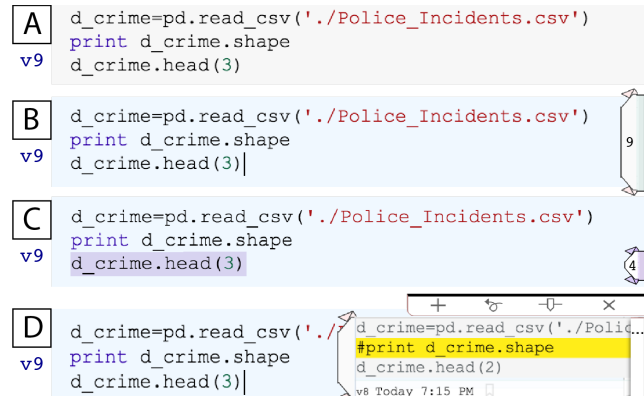 A
d_crime=pd.read_csv('./Police_Incidents.csv')
print d_crime.shape
v9
d_crime.head(3)
B
d_crime=pd.read_csv('./Police_Incidents.csv')
print d_crime.shape
9
v9
d_crime.head(3)
C
d_crime=pd.read_csv('./Police_Incidents.csv')
print d_crime.shape
v9
d_crime.head(3)
4
D
d_crime=pd.read_csv('./
print d_crime.shape
v9
d_crime.head(3)
d_crime=pd.read_csv('./Polic...
#print d_crime.shape
d_crime.head(2)
v8 Today 7:15 PM